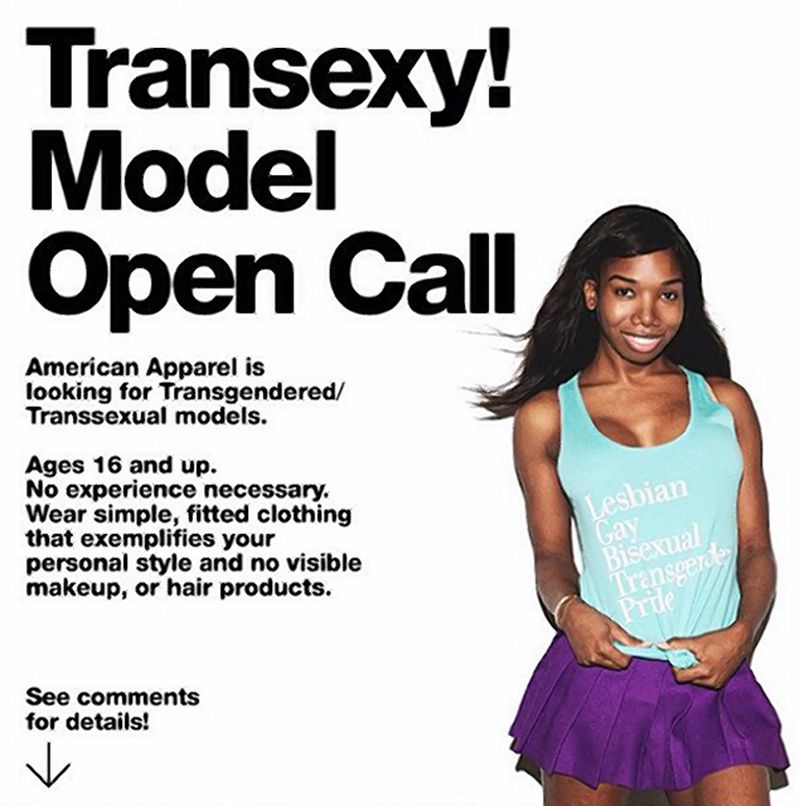 Transexy!
Model
Open Call
American Apparel is
looking for Transgendered/
Transsexual models.
Ages 16 and up.
No experience necessary.
Wear simple, fitted clothing
that exemplifies your
personal style and no visible
makeup, or hair products.
See comments
for details!
Lesbian
Gay
Bisexual
Transgender
Pride